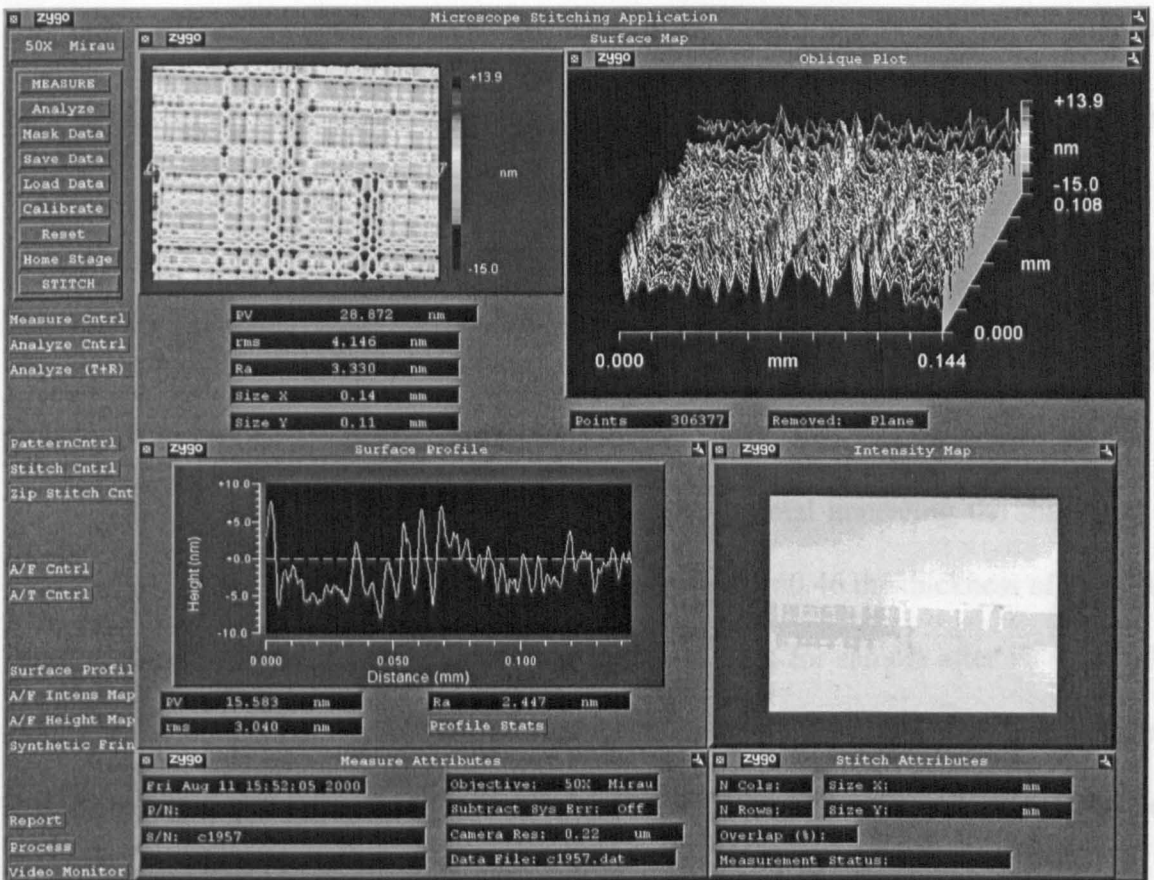 zygo Microscope Stitching Application
50X Mirau
MEASURE
Analyze
Mask Data
Save Data
Load Data
Calibrate
Reset
Home Stage
STITCH
Measure Cntrl
Analyze Cntrl
Analyze (T+R)
PatternCntrl
Stitch Cntrl
Zip Stitch Cnt
A/F Cntrl
A/T Cntrl
Surface Profil
A/F Intens Map
A/F Height Map
Synthetic Frin
Report
Process
Video Monitor
zygo Surface Map
+13.9
nm
-15.0
PV 28.872 nm
rms 4.146 nm
Ra 3.330 nm
Size X 0.14 mm
Size Y 0.11 mm
zygo Oblique Plot
+13.9
nm
-15.0
0.108
mm
0.000
0.000 mm 0.144
Points 306377 Removed: Plane
zygo Surface Profile
+10.0
+5.0
+0.0
-5.0
-10.0
Height (nm)
0.000 0.050 0.100
Distance (mm)
PV 15.583 nm Ra 2.447 nm
rms 3.040 nm Profile Stats
zygo Intensity Map
zygo Measure Attributes
Fri Aug 11 15:52:05 2000
P/N:
S/N: c1957
Objective: 50X Mirau
Subtract Sys Err: Off
Camera Res: 0.22 um
Data File: c1957.dat
zygo Stitch Attributes
N Cols: Size X: mm
N Rows: Size Y: mm
Overlap (%):
Measurement Status: